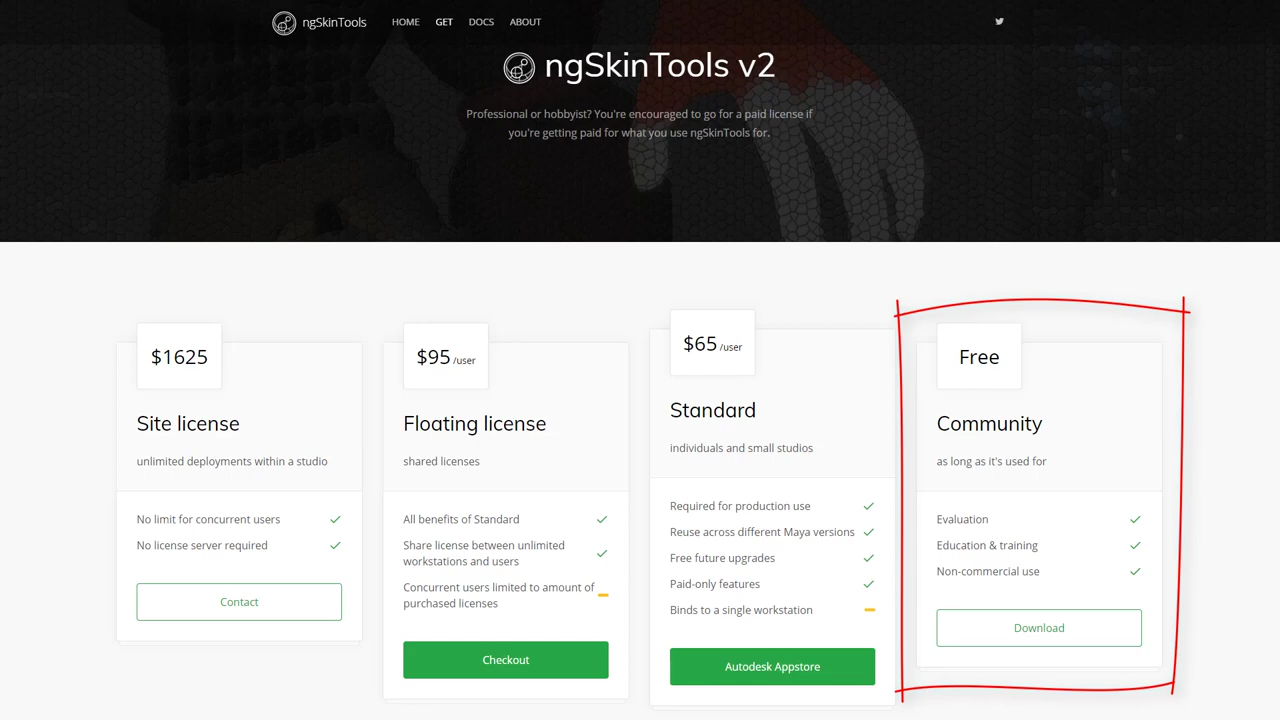 ngSkinTools HOME GET DOCS ABOUT
ngSkinTools v2
Professional or hobbyist? You're encouraged to go for a paid license if
you're getting paid for what you use ngSkinTools for.
$1625
Site license
unlimited deployments within a studio
No limit for concurrent users
No license server required
Contact
$95 /user
Floating license
shared licenses
All benefits of Standard
Share license between unlimited
workstations and users
Concurrent users limited to amount of
purchased licenses
Checkout
$65 /user
Standard
individuals and small studios
Required for production use
Reuse across different Maya versions
Free future upgrades
Paid-only features
Binds to a single workstation
Autodesk Appstore
Free
Community
as long as it's used for
Evaluation
Education & training
Non-commercial use
Download